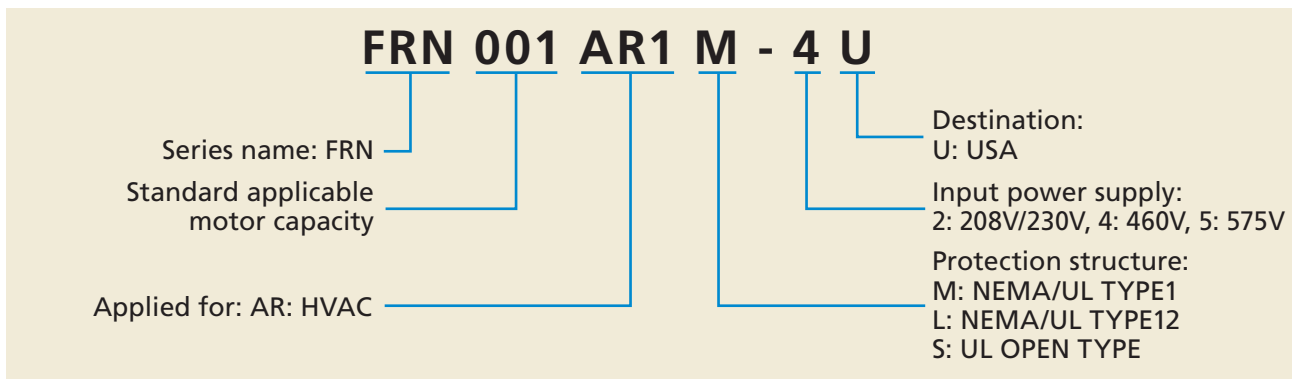 FRN 001 AR1 M - 4 U
Series name: FRN
Standard applicable
motor capacity
Applied for: AR: HVAC
Destination:
U: USA
Input power supply:
2: 208V/230V, 4: 460V, 5: 575V
Protection structure:
M: NEMA/UL TYPE1
L: NEMA/UL TYPE12
S: UL OPEN TYPE